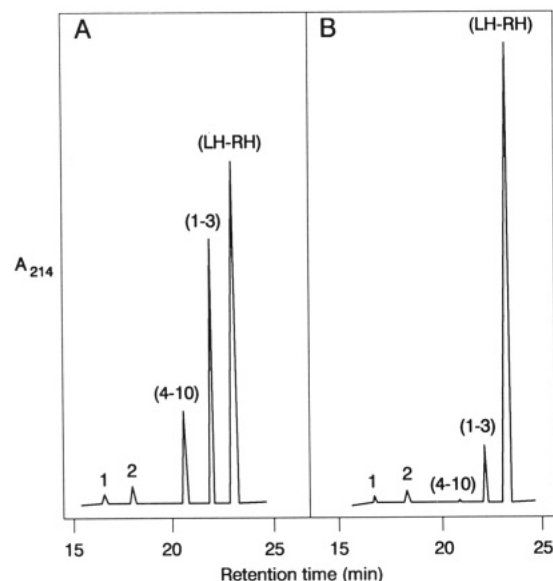 A
B
(LH-RH)
(LH-RH)
(1-3)
A214
(4-10)
(1-3)
1
2
1
2
(4-10)
15
20
25
15
20
25
Retention time (min)